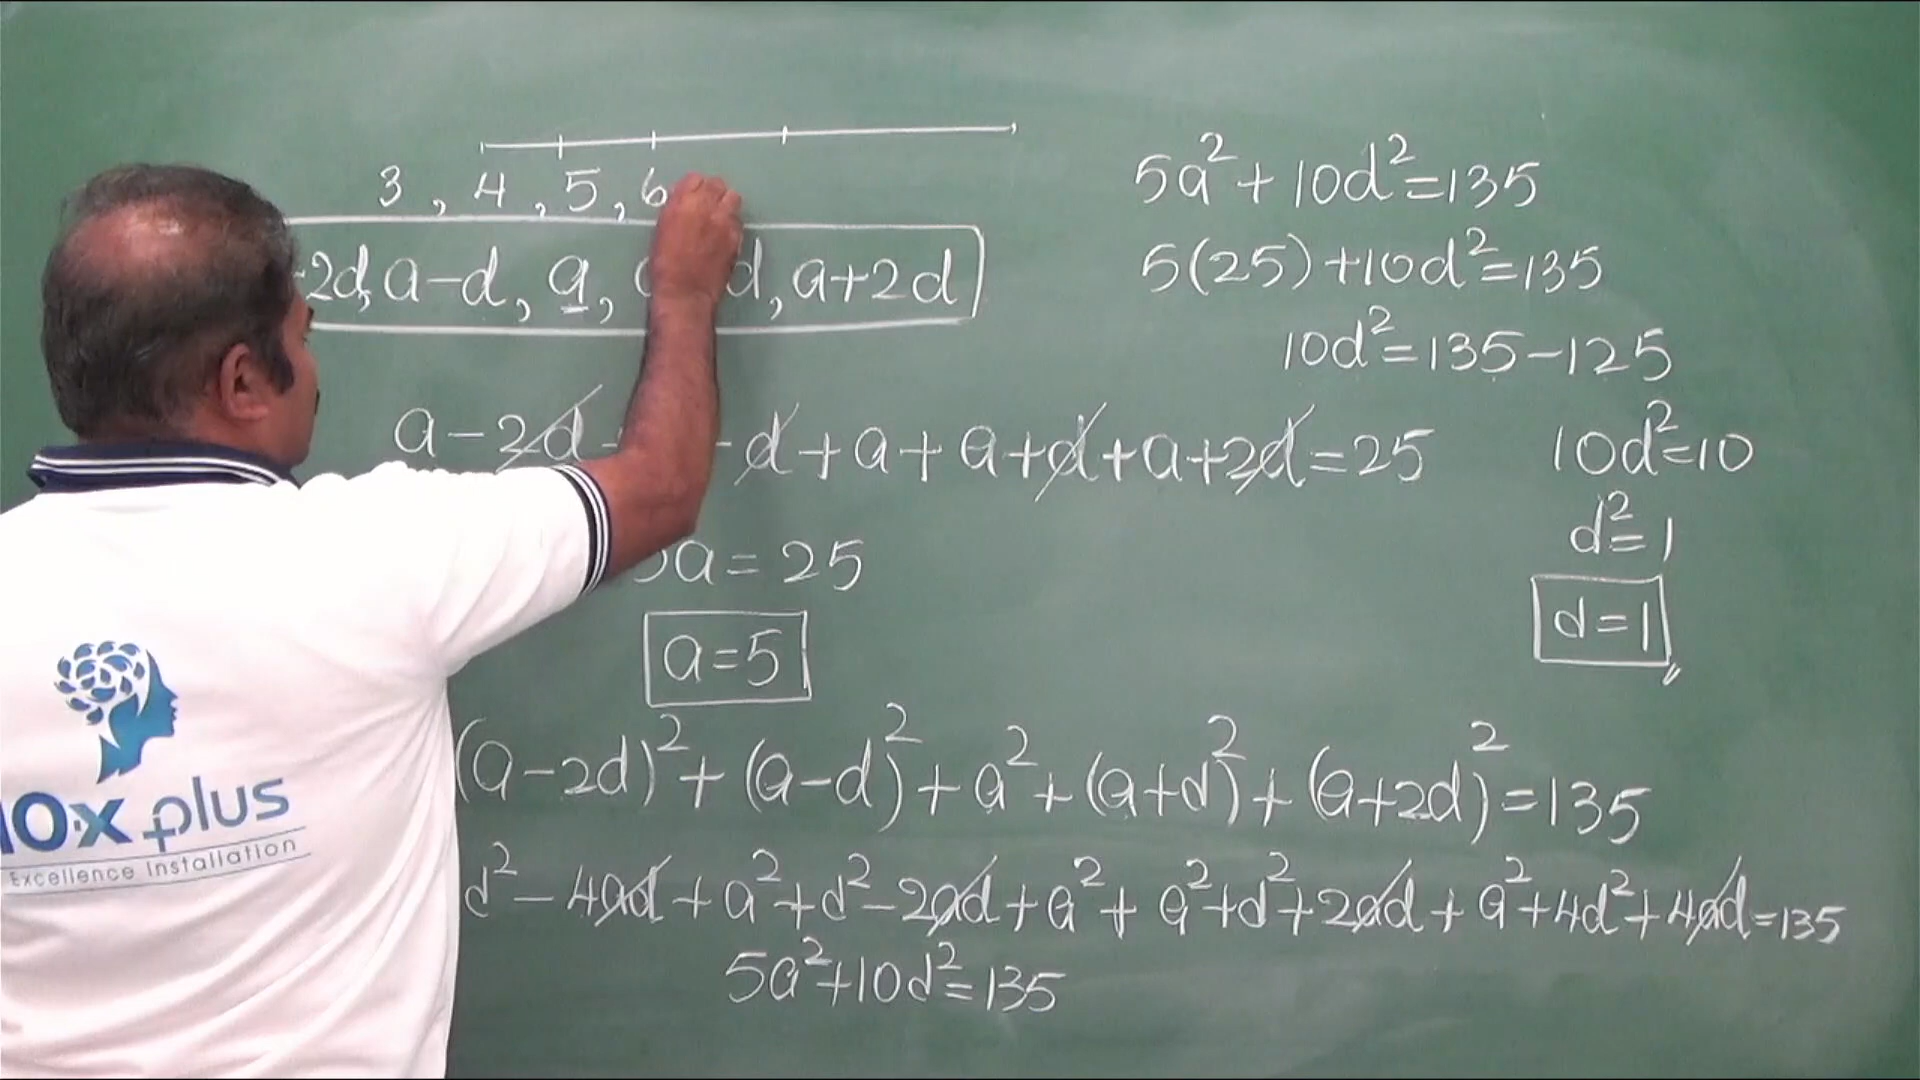 3, 4, 5, 6
-2d, a-d, a, d, a+2d
a-2d - d + a + a + d + a + 2d = 25
a = 25
a=5
(a-2d)² + (a-d)² + a² + (a+d)² + (a+2d)² = 135
d² - 4ad + a² + d² - 2ad + a² + a² + d² + 2ad + a² + 4d² + 4ad = 135
5a² + 10d² = 135
5a² + 10d² = 135
5(25) + 10d² = 135
10d² = 135 - 125
10d² = 10
d² = 1
d = 1
10x plus
Excellence Installation